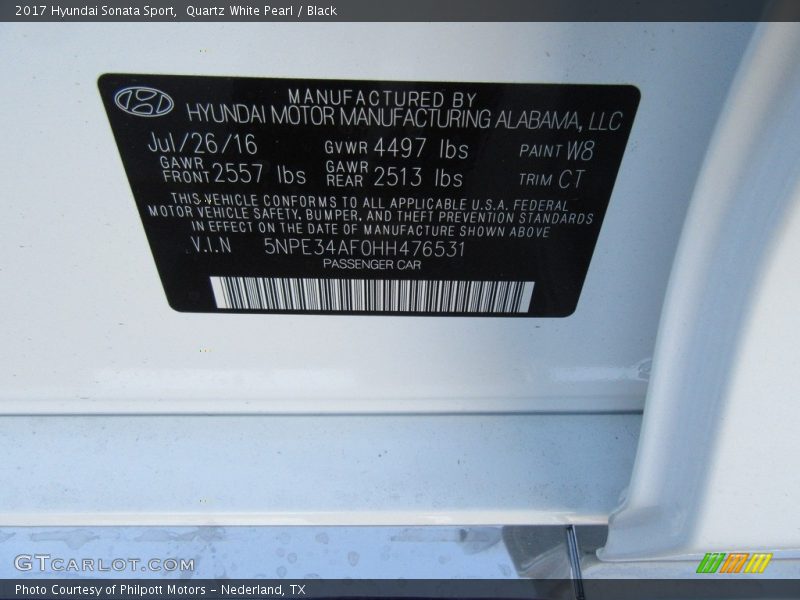 2017 Hyundai Sonata Sport,  Quartz White Pearl / Black
MANUFACTURED BY
HYUNDAI MOTOR MANUFACTURING ALABAMA, LLC
Jul/26/16 GVWR 4497 lbs PAINT W8
GAWR FRONT 2557 lbs GAWR REAR 2513 lbs TRIM CT
THIS VEHICLE CONFORMS TO ALL APPLICABLE U.S.A. FEDERAL
MOTOR VEHICLE SAFETY, BUMPER, AND THEFT PREVENTION STANDARDS
IN EFFECT ON THE DATE OF MANUFACTURE SHOWN ABOVE
V.I.N 5NPE34AF0HH476531
PASSENGER CAR
GTCARLOT.COM
Photo Courtesy of Philpott Motors - Nederland, TX